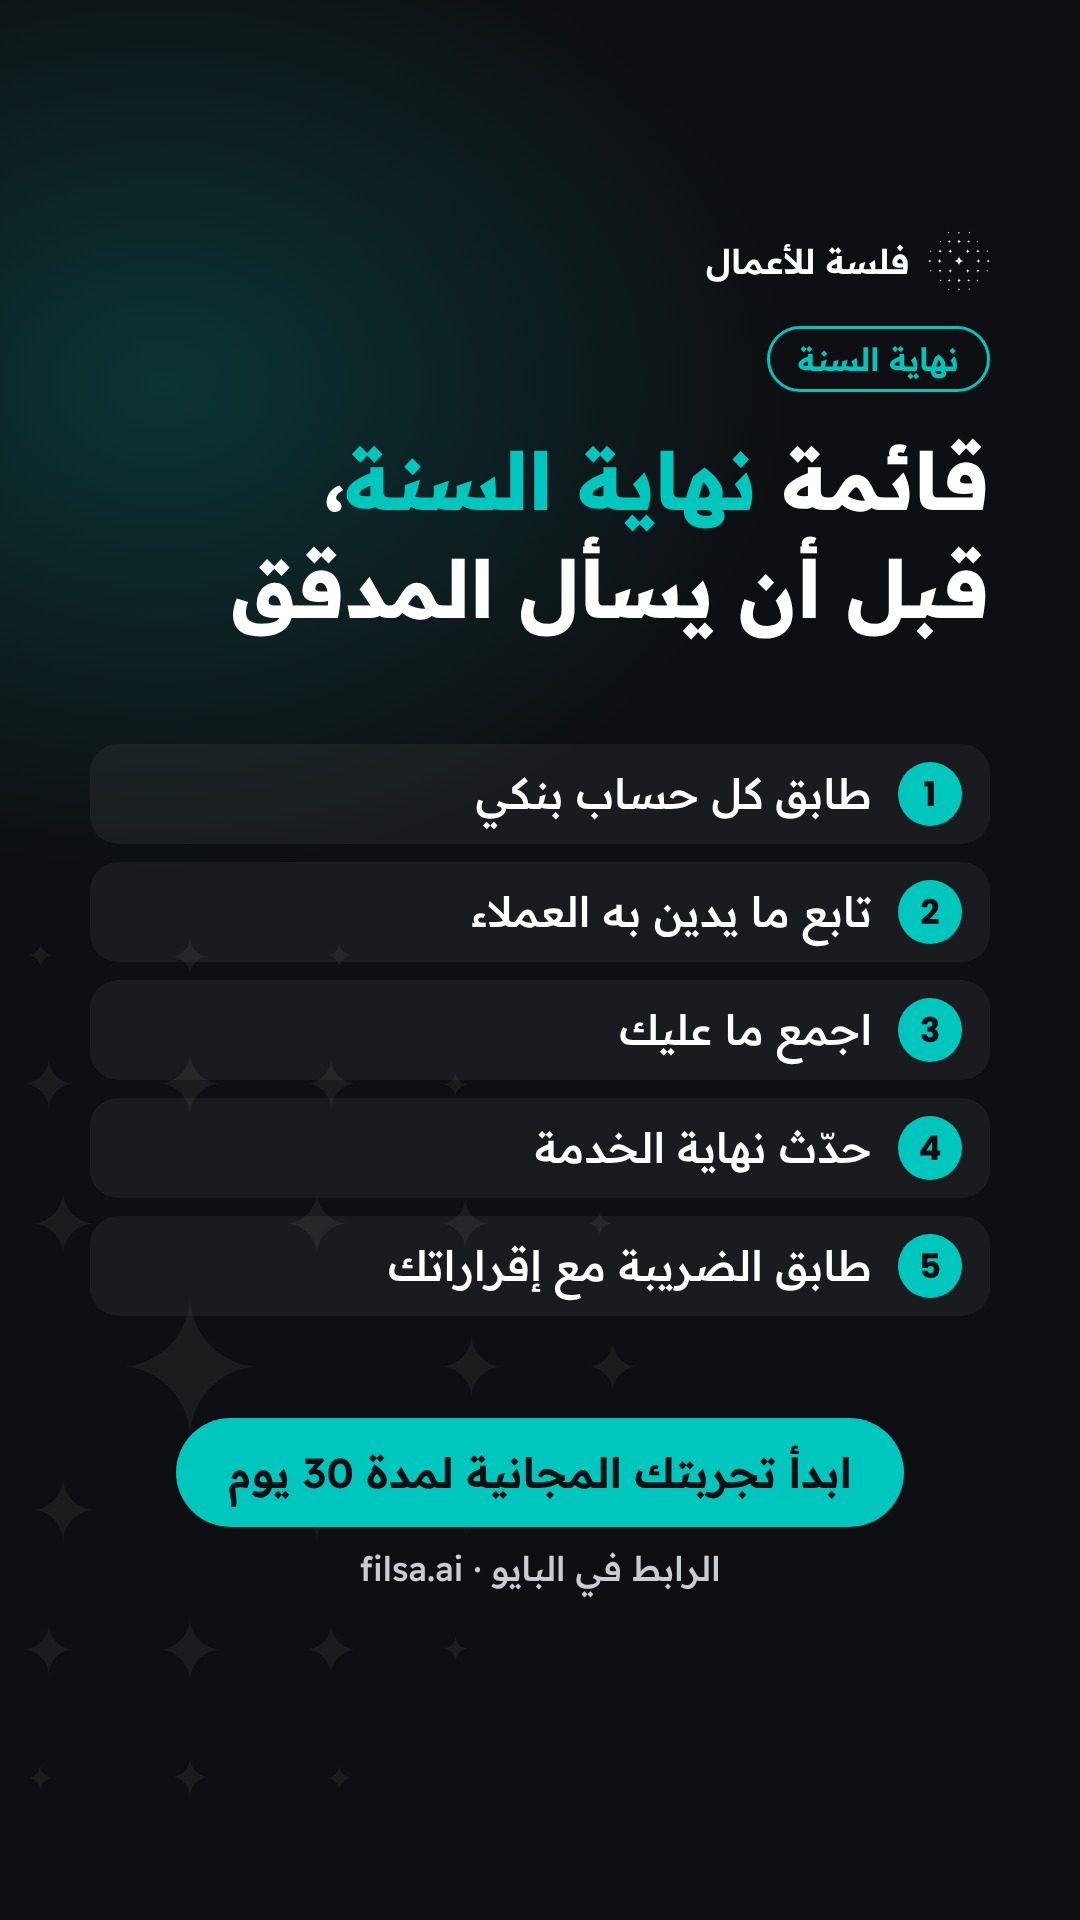 فلسة للأعمال
نهاية السنة
قائمة نهاية السنة،
قبل أن يسأل المدقق
1 طابق كل حساب بنكي
2 تابع ما يدين به العملاء
3 اجمع ما عليك
4 حدّث نهاية الخدمة
5 طابق الضريبة مع إقراراتك
ابدأ تجربتك المجانية لمدة 30 يوم
الرابط في البايو · filsa.ai